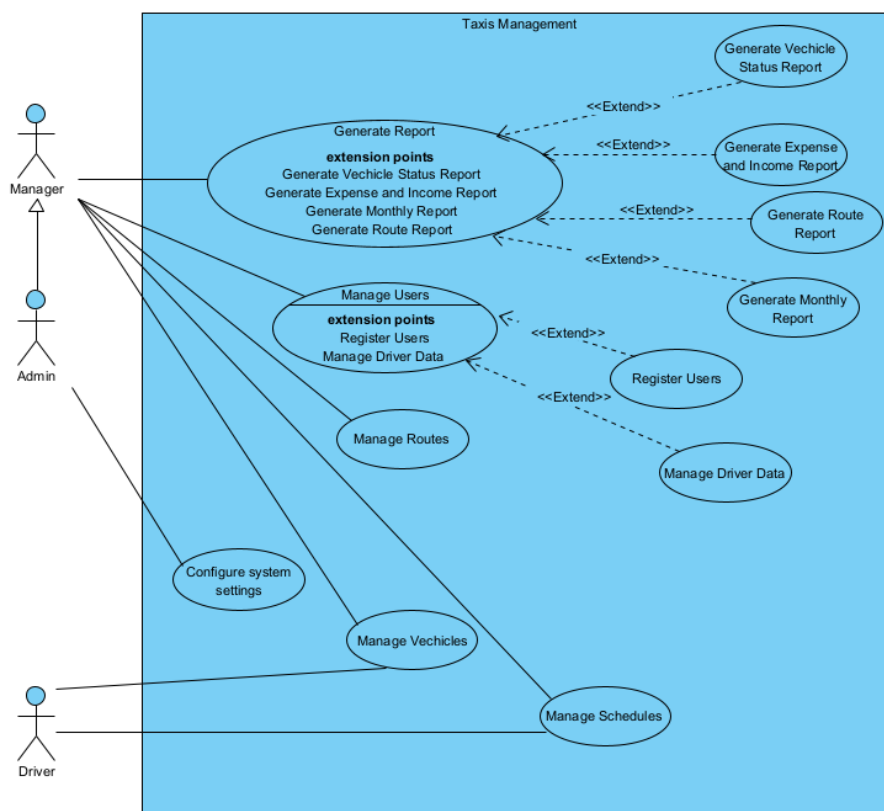 Taxis Management
Generate Vechicle
Status Report
<<Extend>>
Generate Report
extension points
Generate Vechicle Status Report
Generate Expense and Income Report
Generate Monthly Report
Generate Route Report
<<Extend>>
Generate Expense
and Income Report
Manager
<<Extend>>
Generate Route
Report
<<Extend>>
Generate Monthly
Report
Manage Users
extension points
Register Users
Manage Driver Data
<<Extend>>
Register Users
Admin
<<Extend>>
Manage Routes
Manage Driver Data
Configure system
settings
Manage Vechicles
Manage Schedules
Driver